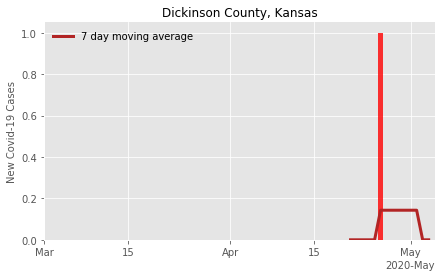 Dickinson County, Kansas
7 day moving average
New Covid-19 Cases
1.0
0.8
0.6
0.4
0.2
0.0
Mar 15 Apr 15 May
2020-May